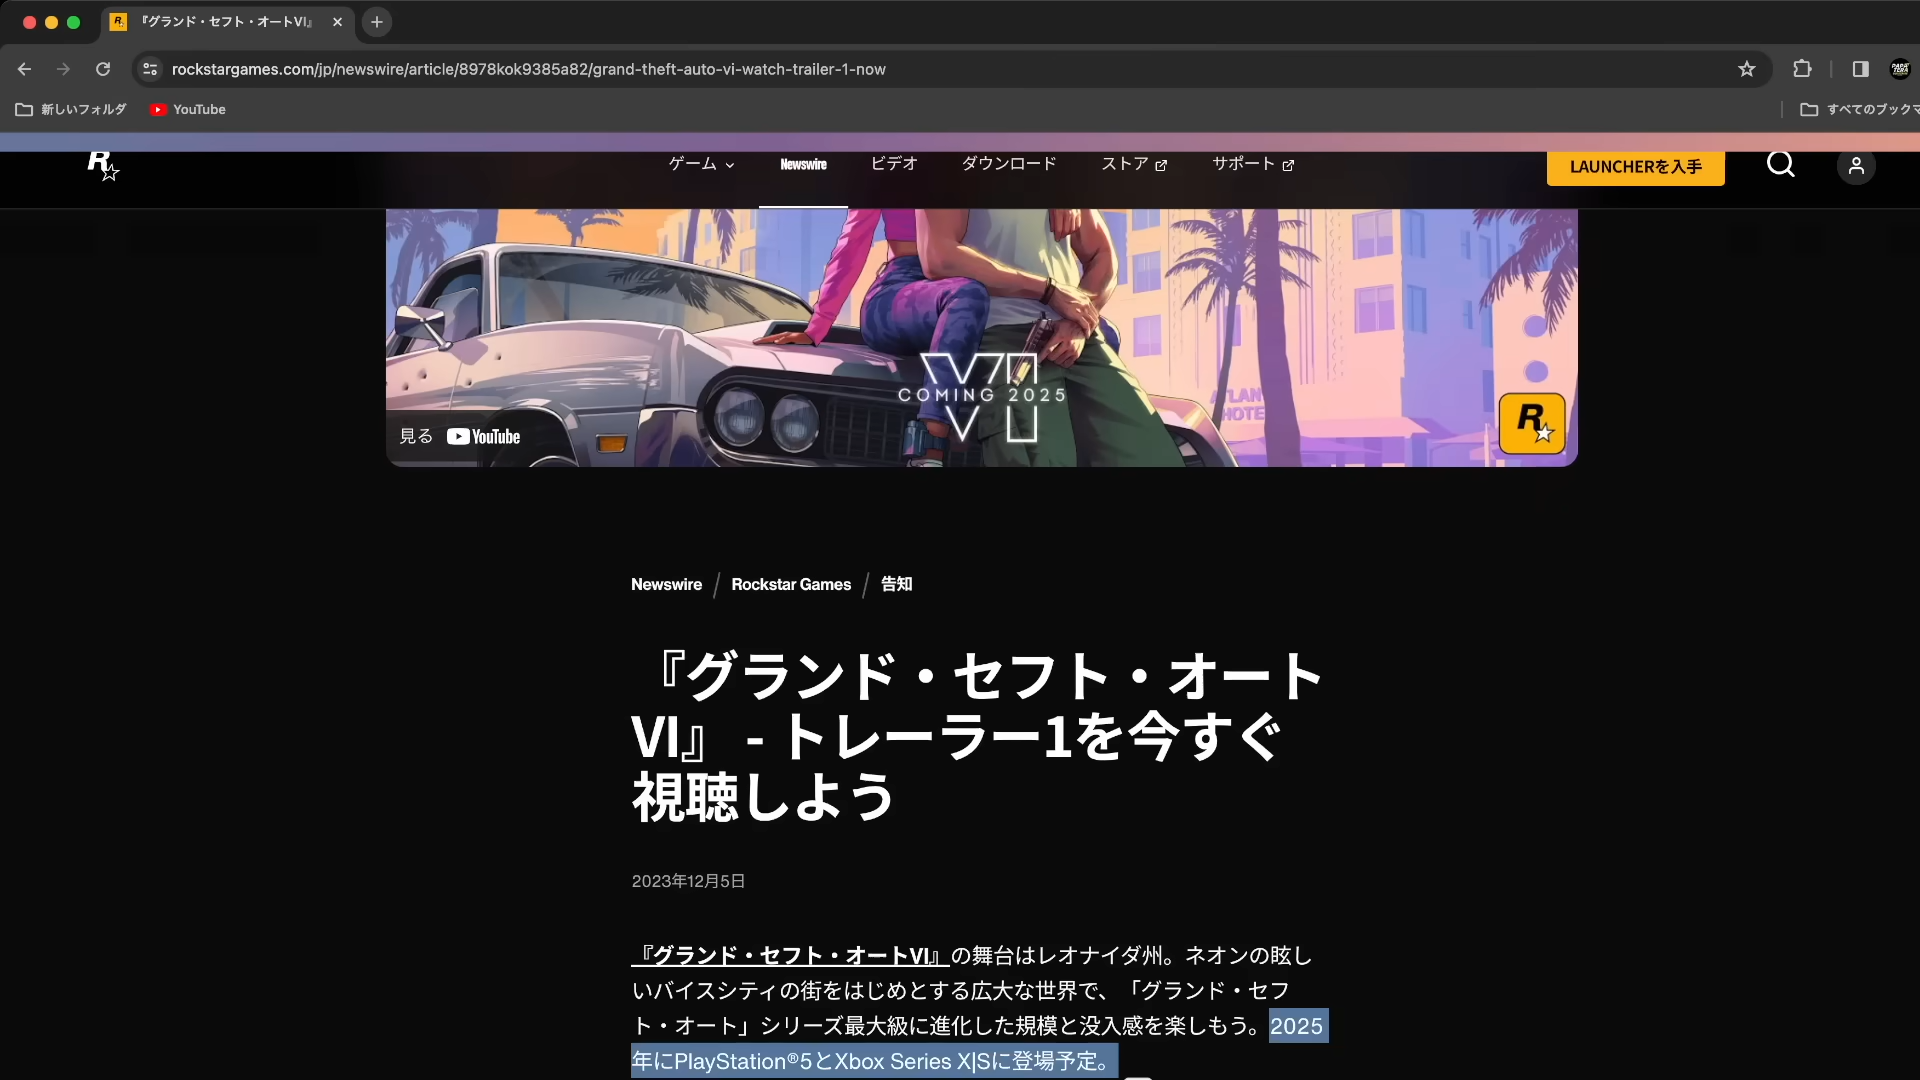 『グランド・セフト・オートVI』
rockstargames.com/jp/newswire/article/8978kok9385a82/grand-theft-auto-vi-watch-trailer-1-now
新しいフォルダ YouTube すべてのブックマ
R ゲーム Newswire ビデオ ダウンロード ストア サポート LAUNCHERを入手
VI
COMING 2025
VI
HOTE
見る YouTube
R
Newswire / Rockstar Games / 告知
『グランド・セフト・オート
VI』 - トレーラー1を今すぐ
視聴しよう
2023年12月5日
『グランド・セフト・オートVI』の舞台はレオナイダ州。ネオンの眩し
いバイスシティの街をはじめとする広大な世界で、「グランド・セフ
ト・オート」シリーズ最大級に進化した規模と没入感を楽しもう。2025
年にPlayStation®5とXbox Series X|Sに登場予定。